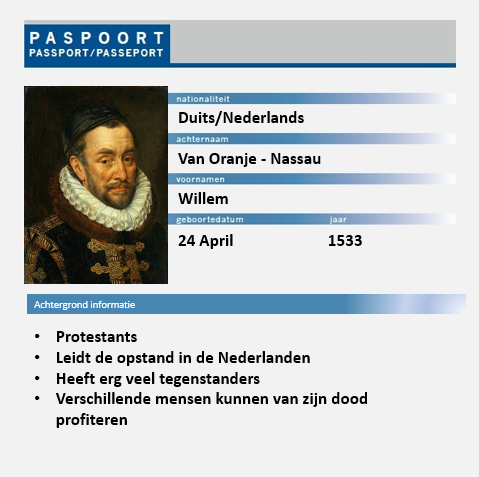 PASPOORT
PASSPORT/PASSEPORT
nationaliteit
Duits/Nederlands
achternaam
Van Oranje - Nassau
voornamen
Willem
geboortedatum jaar
24 April 1533
Achtergrond informatie
• Protestants
• Leidt de opstand in de Nederlanden
• Heeft erg veel tegenstanders
• Verschillende mensen kunnen van zijn dood
profiteren